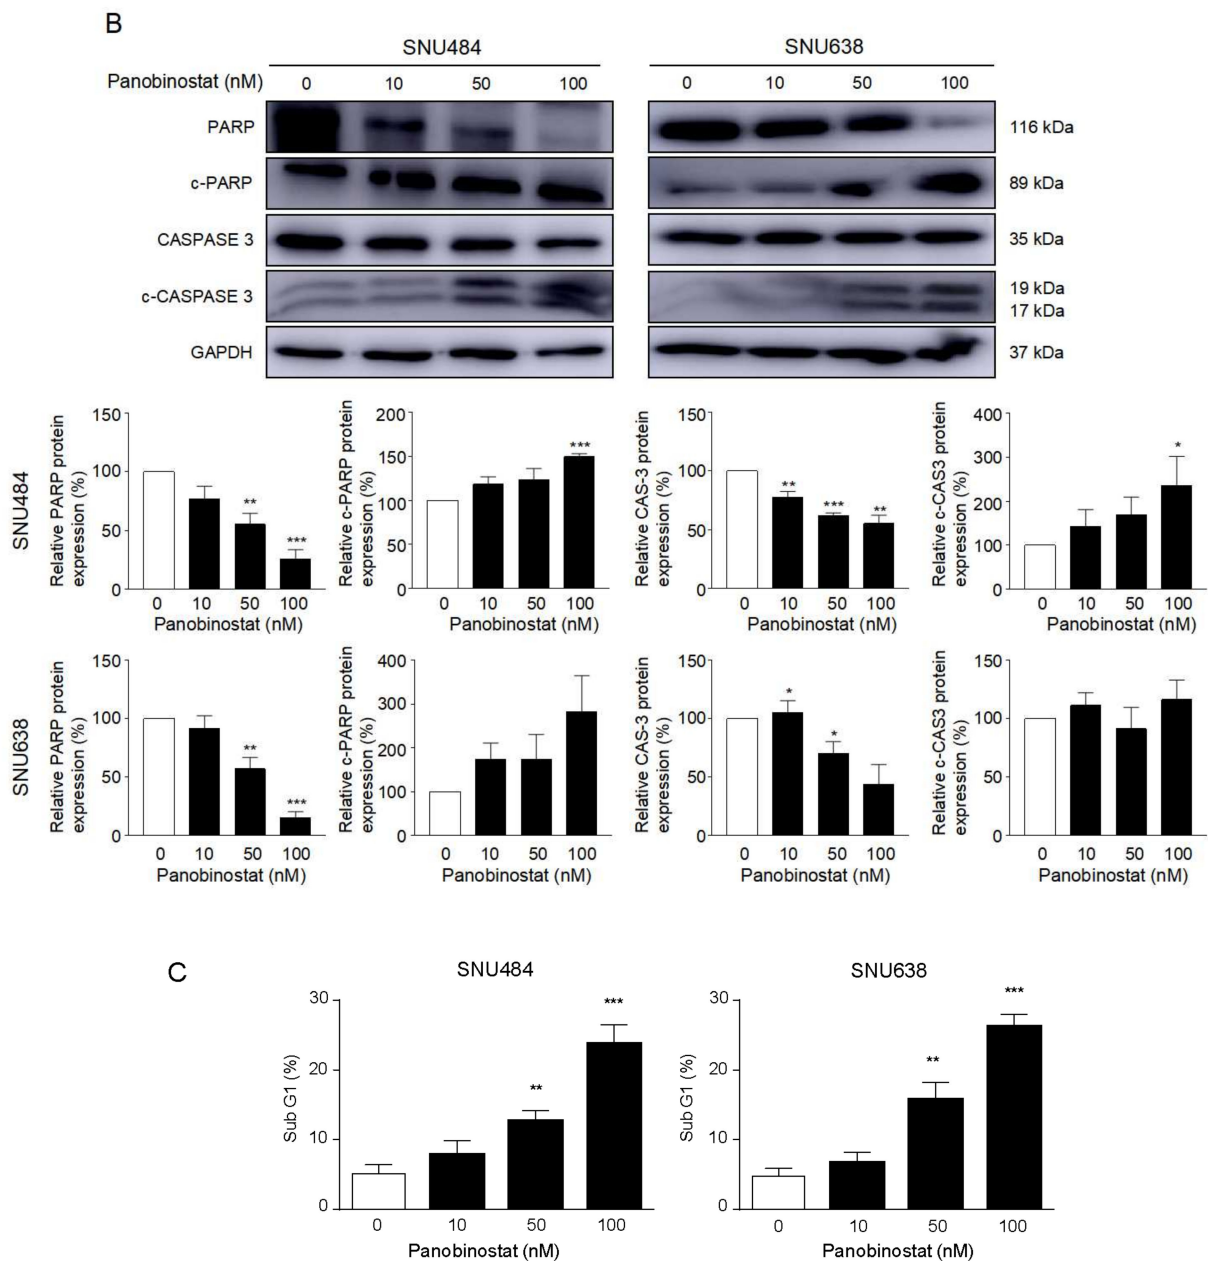 B
SNU484 SNU638
Panobinostat (nM) 0 10 50 100 0 10 50 100
PARP 116 kDa
c-PARP 89 kDa
CASPASE 3 35 kDa
c-CASPASE 3 19 kDa
17 kDa
GAPDH 37 kDa
SNU484
Relative PARP protein
expression (%)
150
100
50
0
**
***
0 10 50 100
Panobinostat (nM)
Relative c-PARP protein
expression (%)
200
150
100
50
0
***
0 10 50 100
Panobinostat (nM)
Relative CAS-3 protein
expression (%)
150
100
50
0
**
***
**
0 10 50 100
Panobinostat (nM)
Relative c-CAS3 protein
expression (%)
400
300
200
100
0
*
0 10 50 100
Panobinostat (nM)
SNU638
Relative PARP protein
expression (%)
150
100
50
0
**
***
0 10 50 100
Panobinostat (nM)
Relative c-PARP protein
expression (%)
400
300
200
100
0
0 10 50 100
Panobinostat (nM)
Relative CAS-3 protein
expression (%)
150
100
50
0
*
*
0 10 50 100
Panobinostat (nM)
Relative c-CAS3 protein
expression (%)
150
100
50
0
0 10 50 100
Panobinostat (nM)
C
SNU484
Sub G1 (%)
30
20
10
0
**
***
0 10 50 100
Panobinostat (nM)
SNU638
Sub G1 (%)
30
20
10
0
**
***
0 10 50 100
Panobinostat (nM)